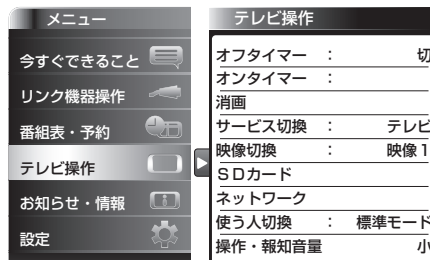 メニュー
今すぐできること
リンク機器操作
番組表・予約
テレビ操作
お知らせ・情報
設定
テレビ操作
オフタイマー ： 切
オンタイマー ：
消画
サービス切換 ： テレビ
映像切換 ： 映像１
ＳＤカード
ネットワーク
使う人切換 ： 標準モード
操作・報知音量 小